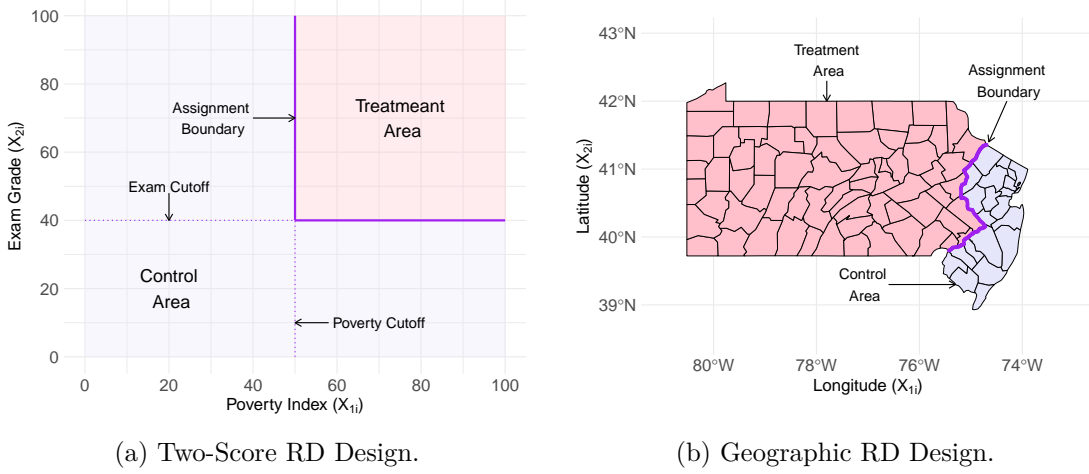 100
80
60
40
20
0
0
20
40
60
80
100
Exam Grade (X2i)
Poverty Index (X1i)
Assignment
Boundary
Treatmeant
Area
Exam Cutoff
Control
Area
Poverty Cutoff
(a) Two-Score RD Design.
43°N
42°N
41°N
40°N
39°N
80°W
78°W
76°W
74°W
Latitude (X2i)
Longitude (X1i)
Treatment
Area
Assignment
Boundary
Control
Area
(b) Geographic RD Design.